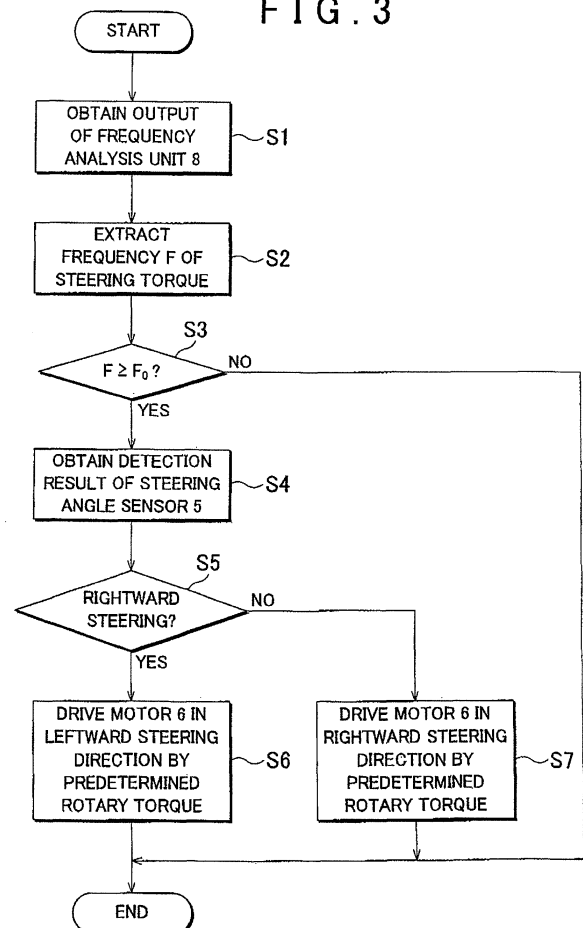 FIG.3
START
OBTAIN OUTPUT
OF FREQUENCY
ANALYSIS UNIT 8
S1
EXTRACT
FREQUENCY F OF
STEERING TORQUE
S2
S3
F ≥ F₀ ?
NO
YES
OBTAIN DETECTION
RESULT OF STEERING
ANGLE SENSOR 5
S4
S5
RIGHTWARD
STEERING?
NO
YES
DRIVE MOTOR 6 IN
LEFTWARD STEERING
DIRECTION BY
PREDETERMINED
ROTARY TORQUE
S6
DRIVE MOTOR 6 IN
RIGHTWARD STEERING
DIRECTION BY
PREDETERMINED
ROTARY TORQUE
S7
END